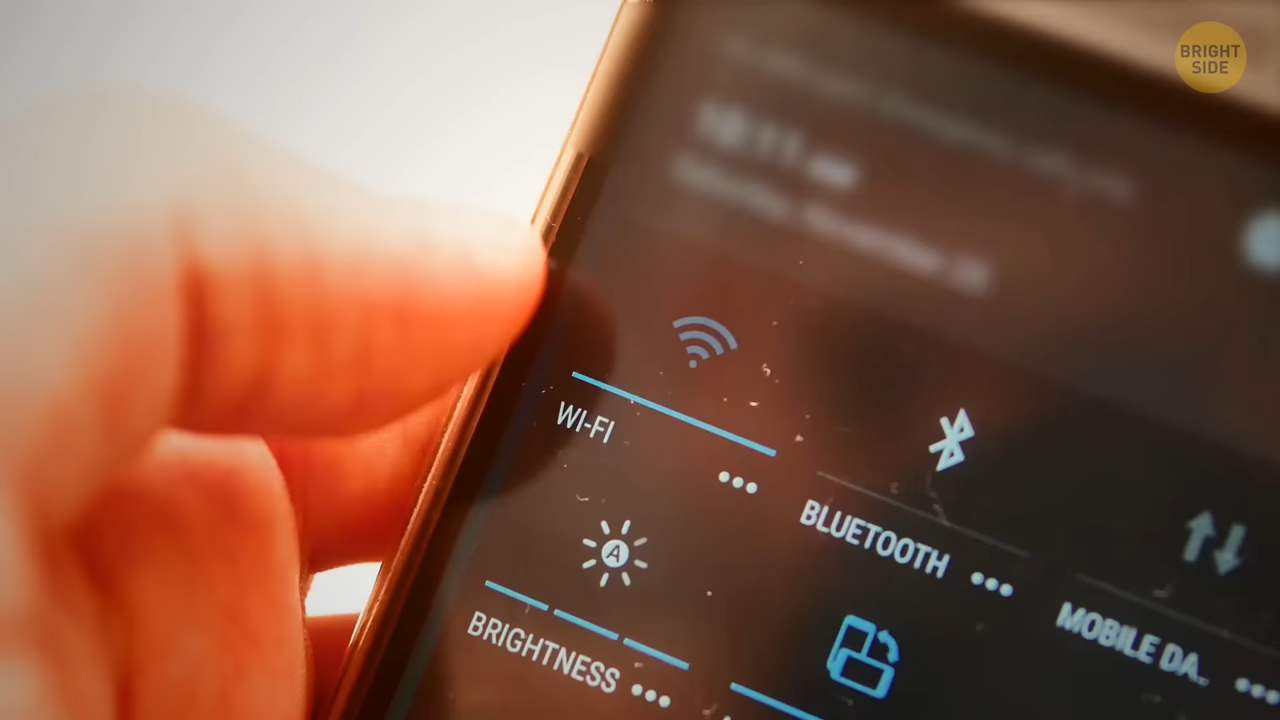 BRIGHT
SIDE
WI-FI
BLUETOOTH
MOBILE DA..
BRIGHTNESS
A